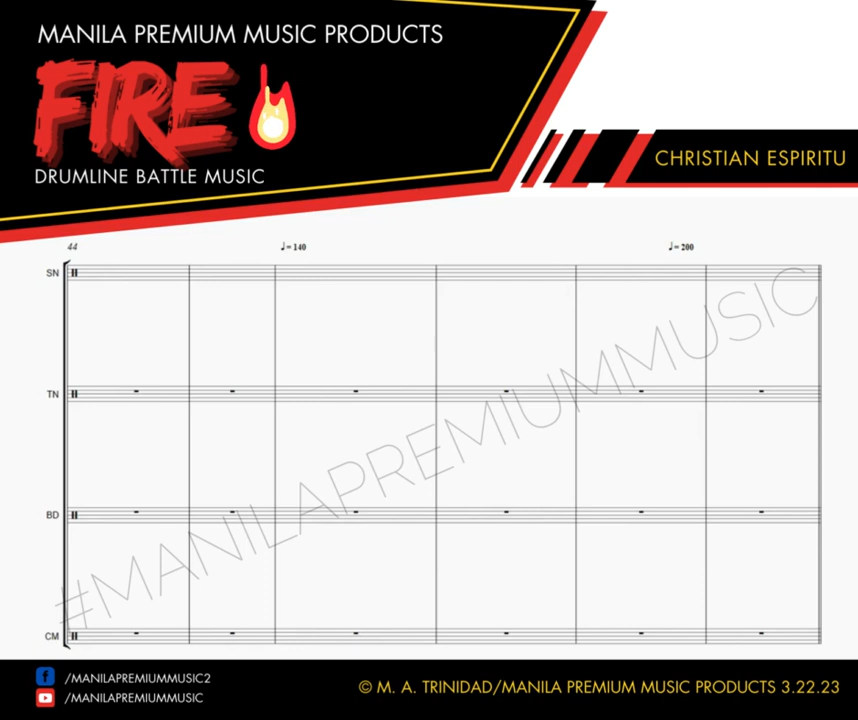 MANILA PREMIUM MUSIC PRODUCTS
FIRE
DRUMLINE BATTLE MUSIC
CHRISTIAN ESPIRITU
44
♩= 140
♩= 200
SN
TN
BD
CM
#MANILAPREMIUMMUSIC
/MANILAPREMIUMMUSIC2
/MANILAPREMIUMMUSIC
© M. A. TRINIDAD/MANILA PREMIUM MUSIC PRODUCTS 3.22.23